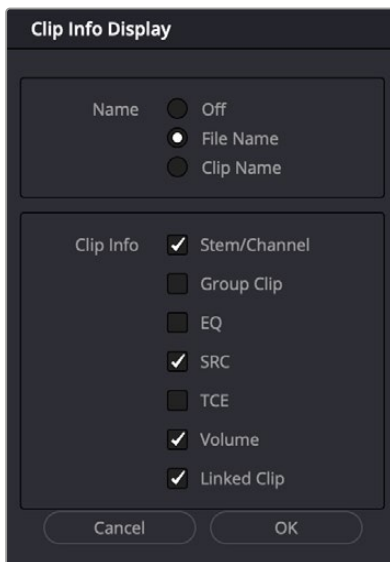 Clip Info Display
Name
Off
File Name
Clip Name
Clip Info
Stem/Channel
Group Clip
EQ
SRC
TCE
Volume
Linked Clip
Cancel
OK